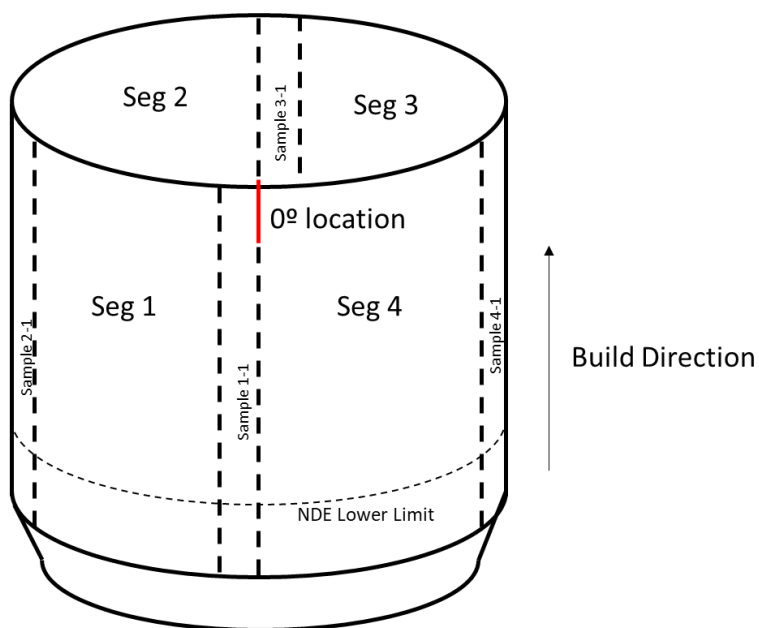 Seg 2
Sample 3-1
Seg 3
0º location
Seg 1
Seg 4
Sample 2-1
Sample 1-1
Sample 4-1
Build Direction
NDE Lower Limit